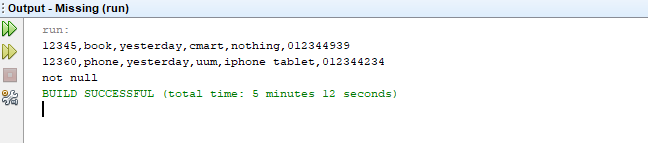 Output - Missing (run)
run:
12345,book,yesterday,cmart,nothing,012344939
12360,phone,yesterday,uum,iphone tablet,012344234
not null
BUILD SUCCESSFUL (total time: 5 minutes 12 seconds)